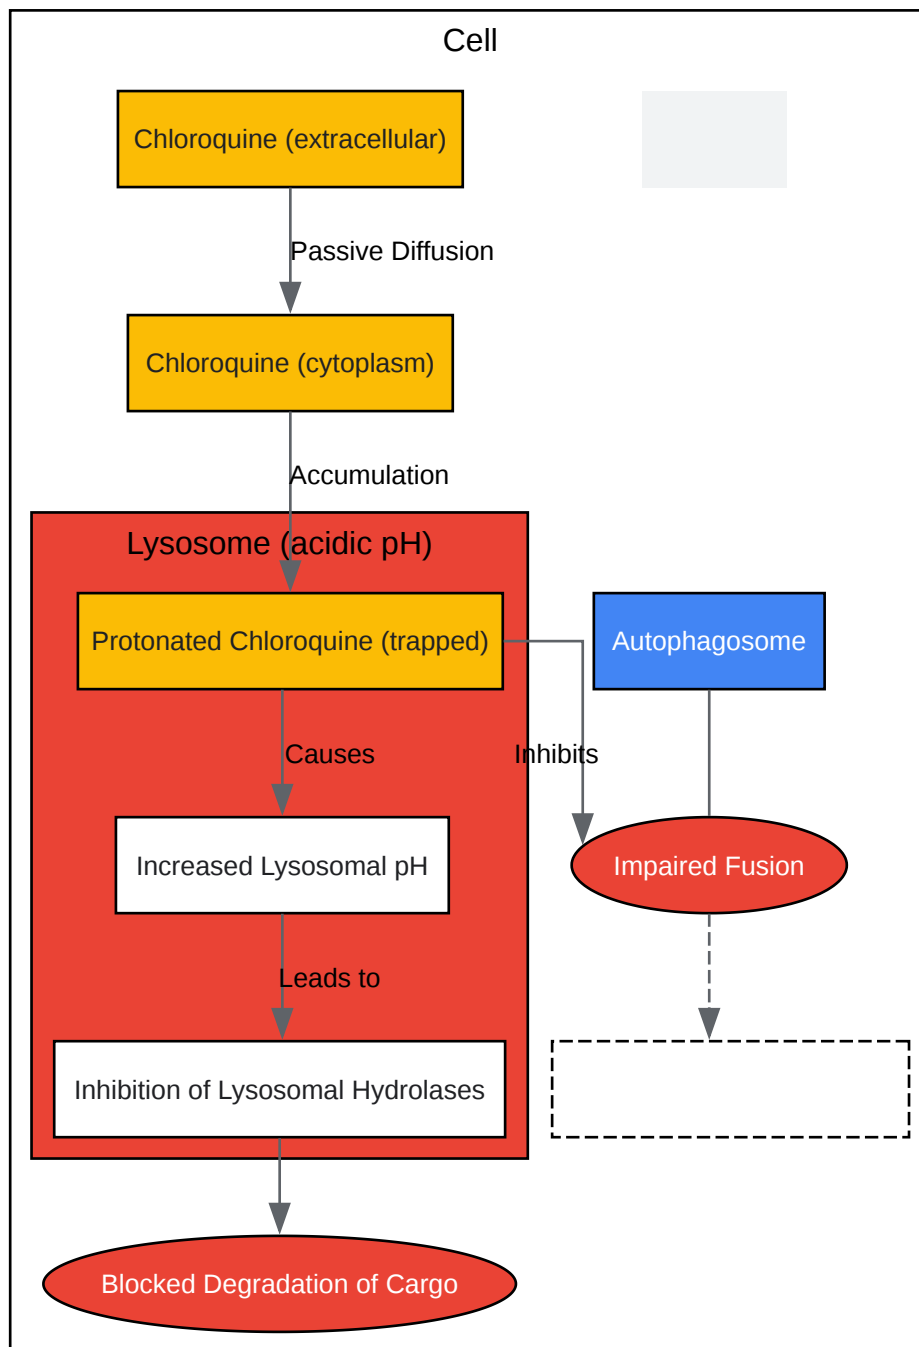 Cell
Chloroquine (extracellular)
Passive Diffusion
Chloroquine (cytoplasm)
Accumulation
Lysosome (acidic pH)
Protonated Chloroquine (trapped)
Autophagosome
Causes
Inhibits
Increased Lysosomal pH
Impaired Fusion
Leads to
Inhibition of Lysosomal Hydrolases
Blocked Degradation of Cargo